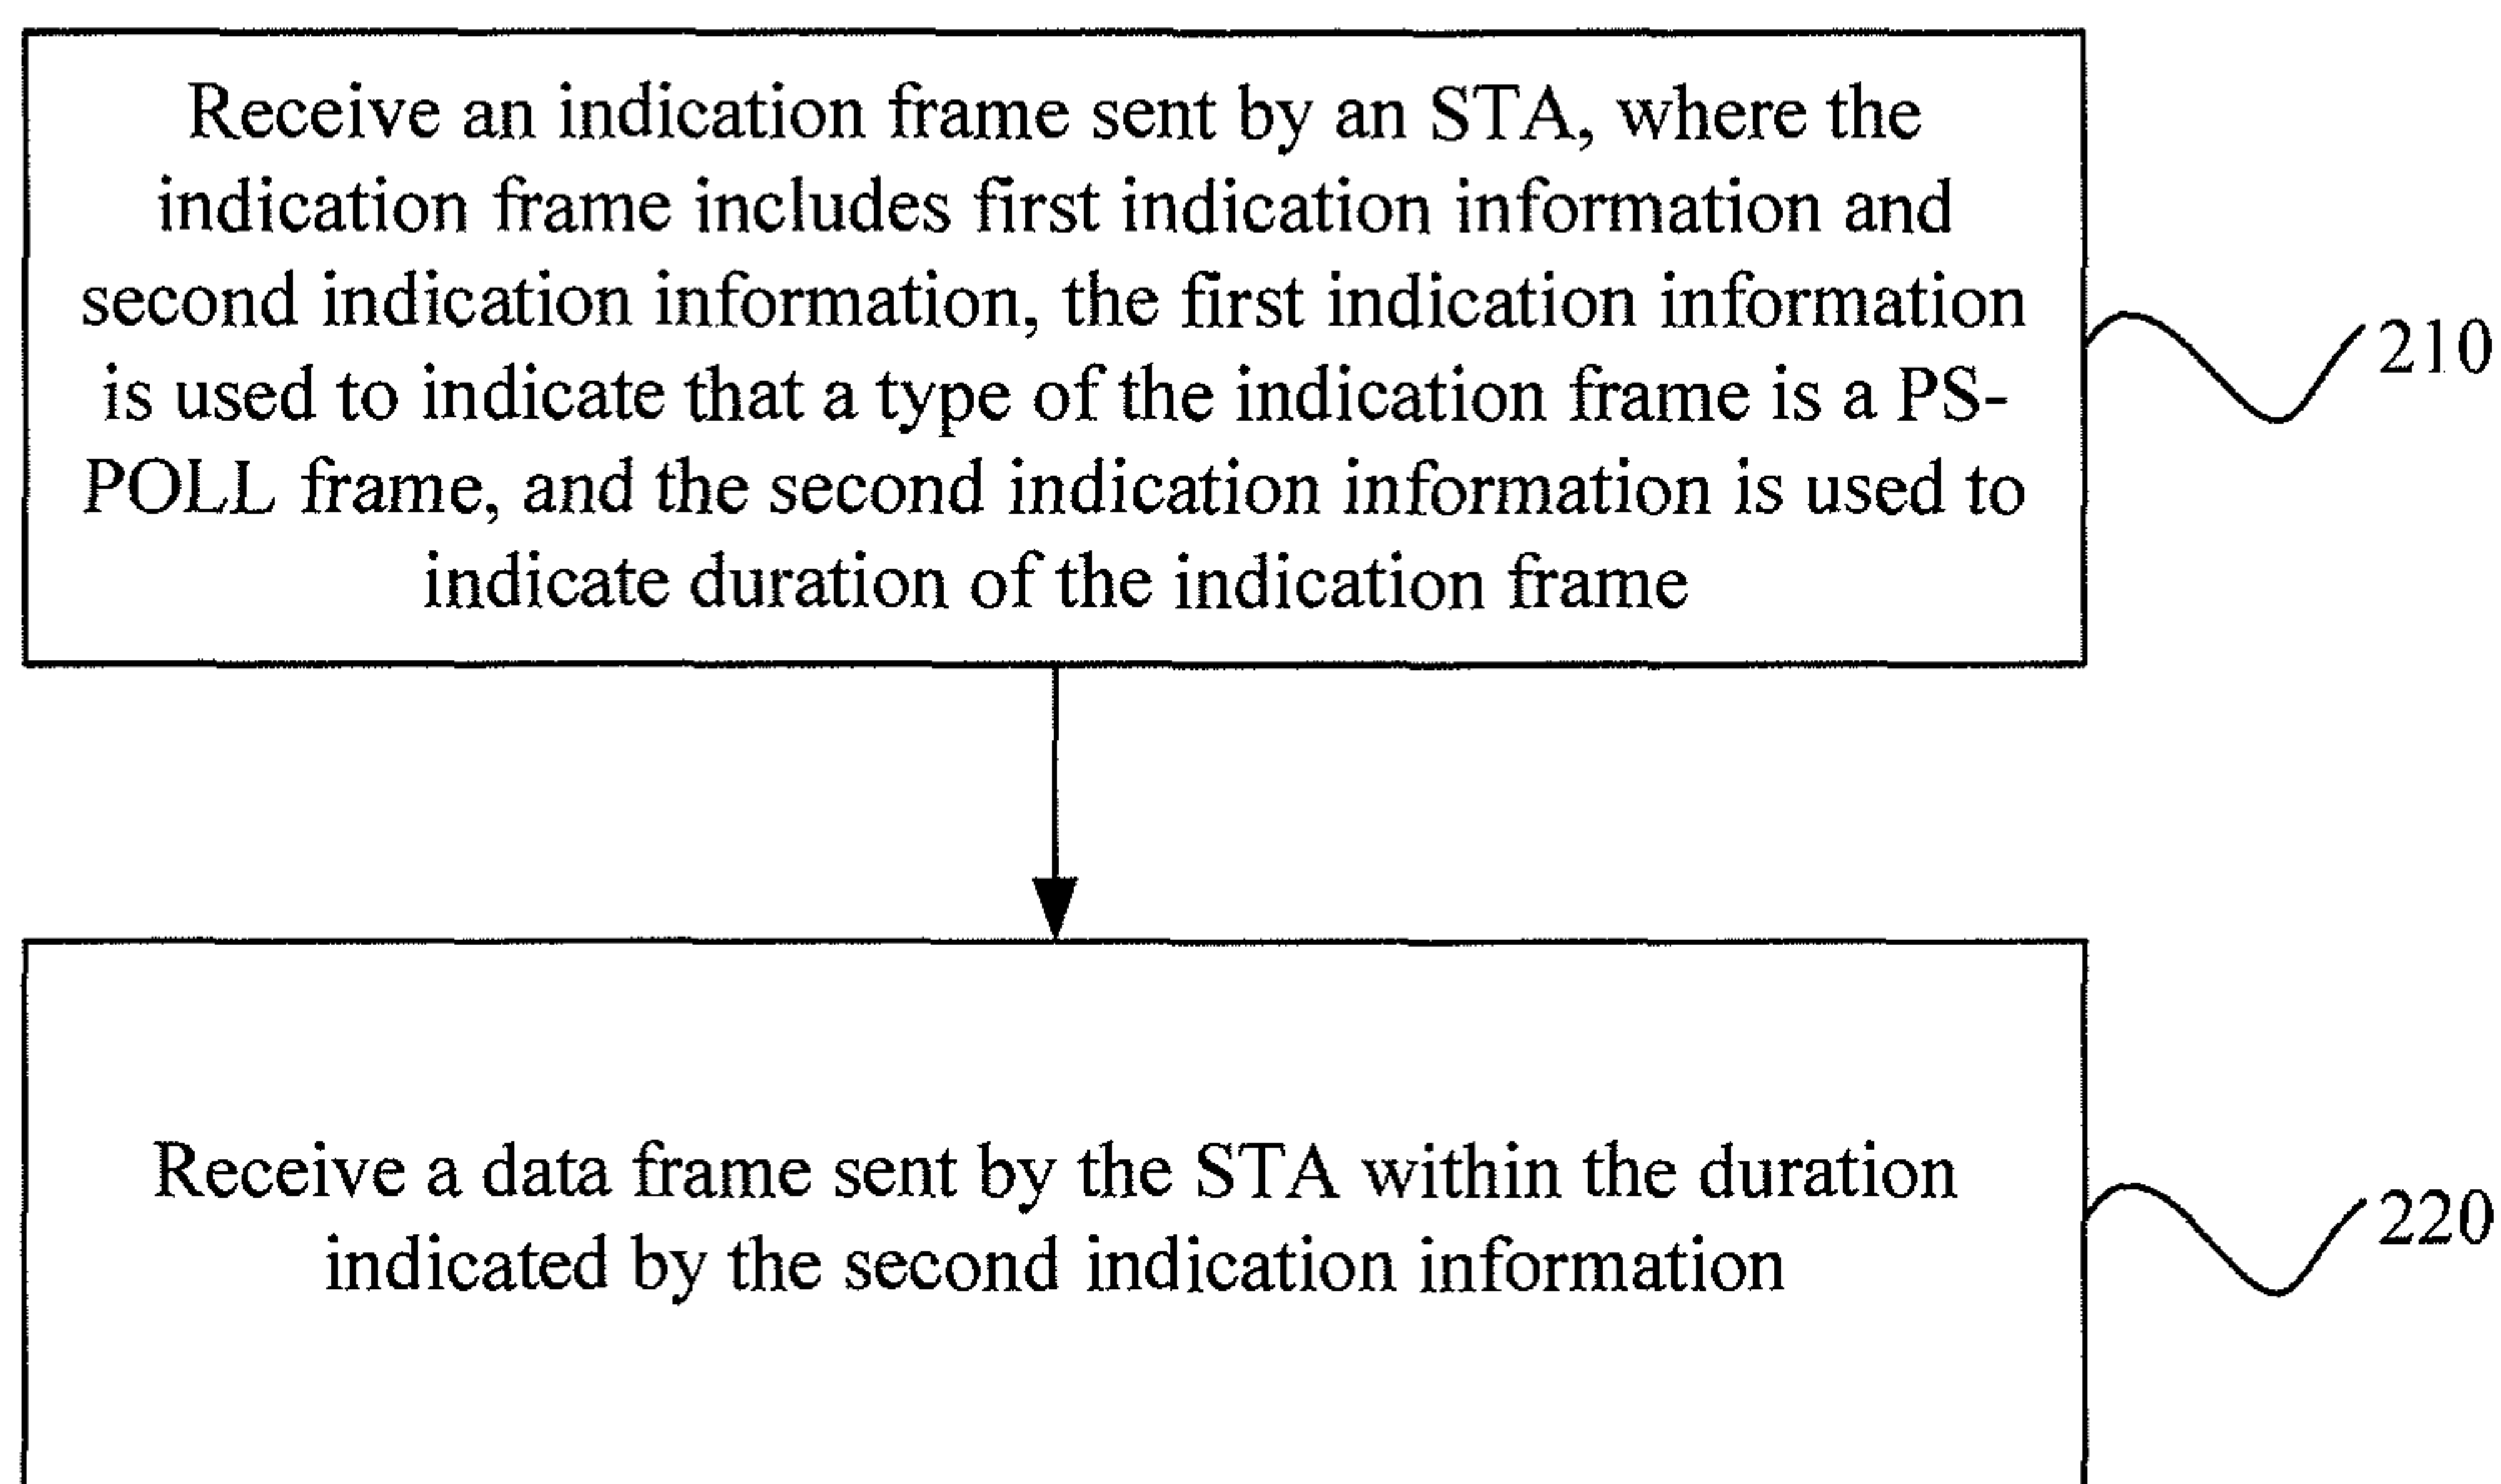 Receive an indication frame sent by an STA, where the
indication frame includes first indication information and
second indication information, the first indication information
is used to indicate that a type of the indication frame is a PS-
POLL frame, and the second indication information is used to
indicate duration of the indication frame
210
Receive a data frame sent by the STA within the duration
indicated by the second indication information
220